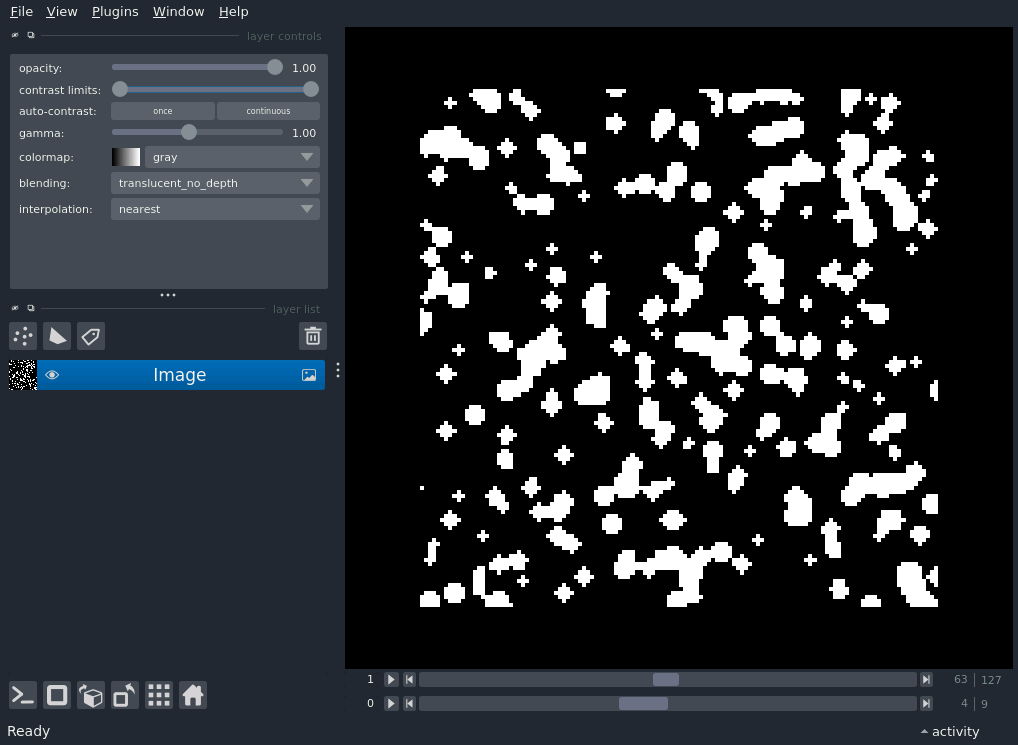 File View Plugins Window Help
layer controls
opacity: 1.00
contrast limits:
auto-contrast: once continuous
gamma: 1.00
colormap: gray
blending: translucent_no_depth
interpolation: nearest
layer list
Image
1 63 127
0 4 9
Ready activity